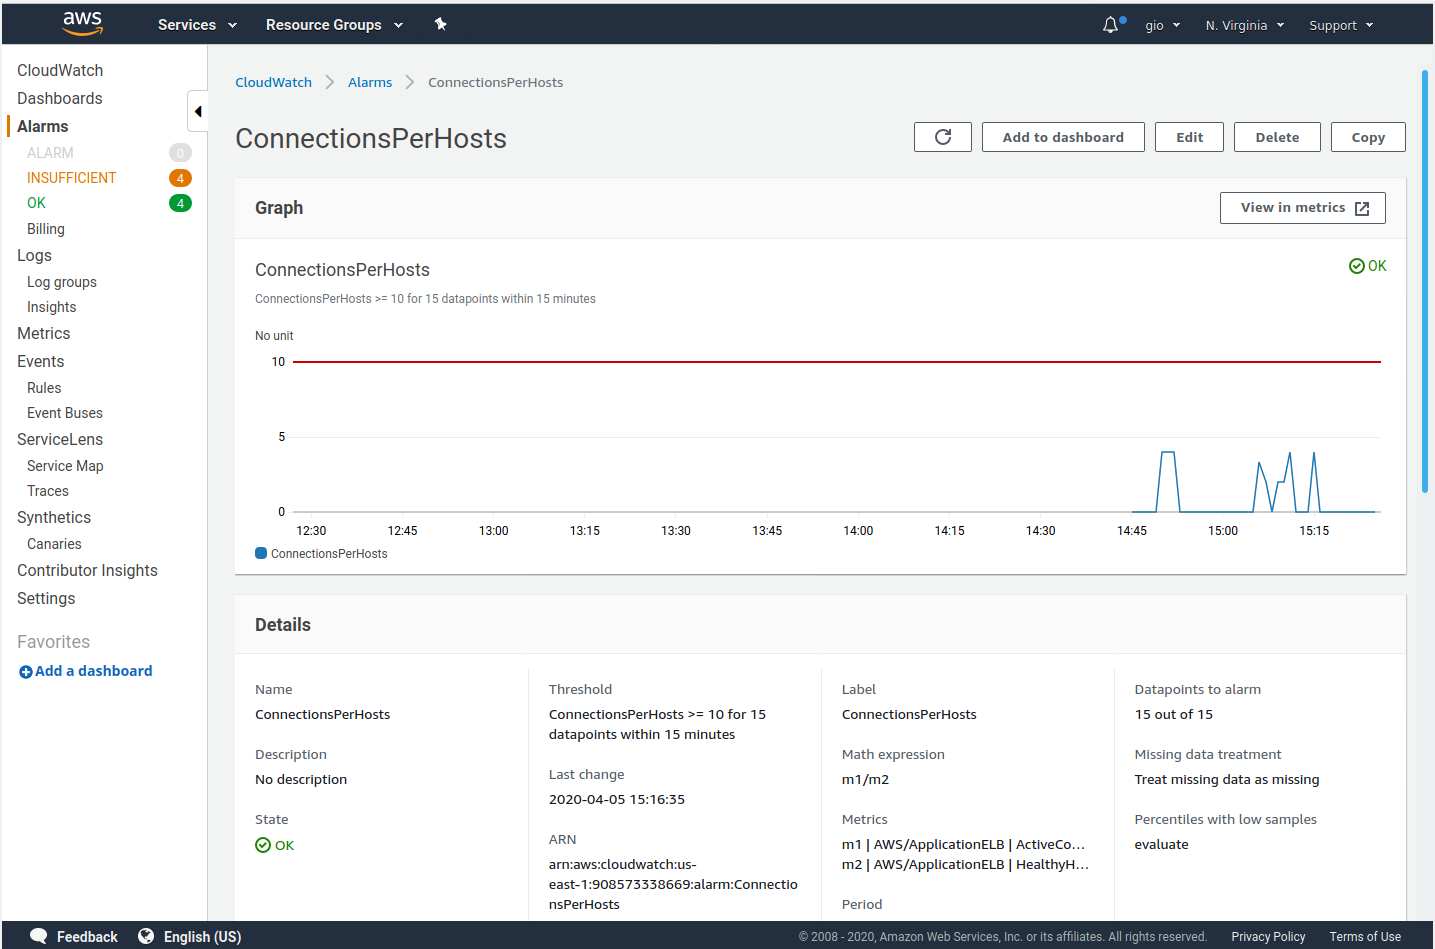 aws Services Resource Groups gio N. Virginia Support
CloudWatch
Dashboards
Alarms
ALARM 0
INSUFFICIENT 4
OK 4
Billing
Logs
Log groups
Insights
Metrics
Events
Rules
Event Buses
ServiceLens
Service Map
Traces
Synthetics
Canaries
Contributor Insights
Settings
Favorites
Add a dashboard
CloudWatch Alarms ConnectionsPerHosts
ConnectionsPerHosts
Add to dashboard Edit Delete Copy
Graph
View in metrics
ConnectionsPerHosts
OK
ConnectionsPerHosts >= 10 for 15 datapoints within 15 minutes
No unit
10
5
0
12:30 12:45 13:00 13:15 13:30 13:45 14:00 14:15 14:30 14:45 15:00 15:15
ConnectionsPerHosts
Details
Name
ConnectionsPerHosts
Description
No description
State
OK
Threshold
ConnectionsPerHosts >= 10 for 15
datapoints within 15 minutes
Last change
2020-04-05 15:16:35
ARN
arn:aws:cloudwatch:us-
east-1:908573338669:alarm:Connectio
nsPerHosts
Label
ConnectionsPerHosts
Math expression
m1/m2
Metrics
m1 | AWS/ApplicationELB | ActiveCo...
m2 | AWS/ApplicationELB | HealthyH...
Period
Datapoints to alarm
15 out of 15
Missing data treatment
Treat missing data as missing
Percentiles with low samples
evaluate
Feedback English (US) © 2008 - 2020, Amazon Web Services, Inc. or its affiliates. All rights reserved. Privacy Policy Terms of Use